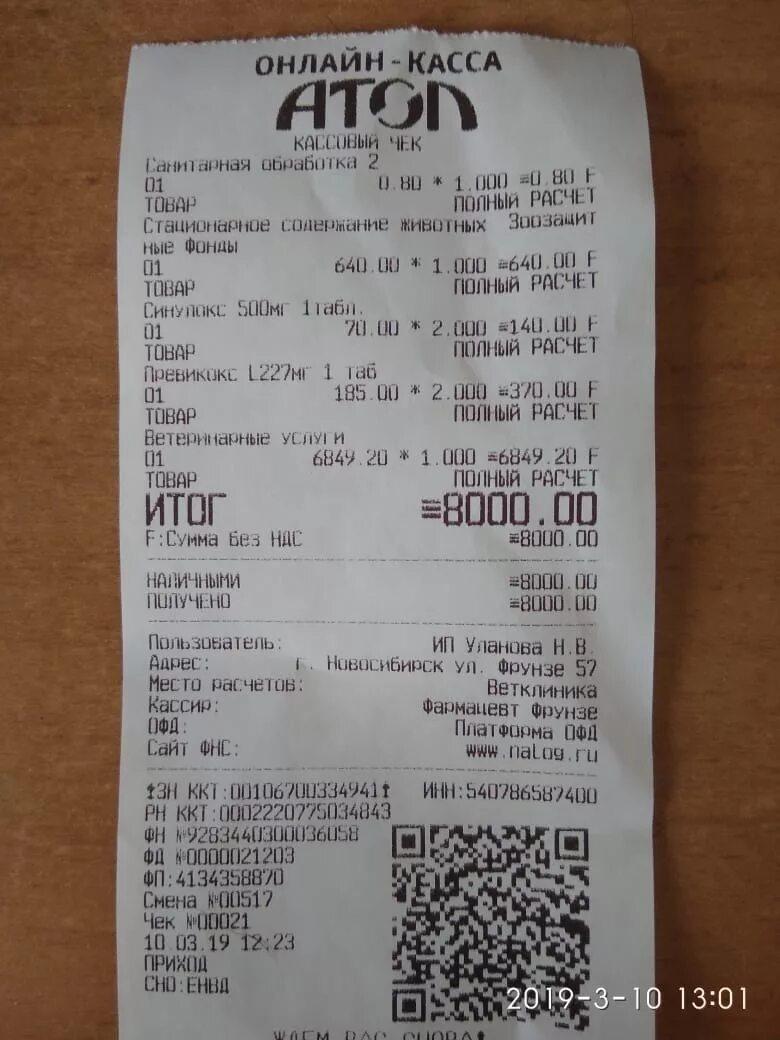 ОНЛАЙН - КАССА
АТОЛ
КАССОВЫЙ ЧЕК
Санитарная обработка 2
01 0.80 * 1.000 ≡0.80 F
ТОВАР ПОЛНЫЙ РАСЧЕТ
Стационарное содержание животных Зоозащит
ные Фонды
01 640.00 * 1.000 ≡640.00 F
ТОВАР ПОЛНЫЙ РАСЧЕТ
Синулокс 500мг 1табл.
01 70.00 * 2.000 ≡140.00 F
ТОВАР ПОЛНЫЙ РАСЧЕТ
Превикокс L227мг 1 таб
01 185.00 * 2.000 ≡370.00 F
ТОВАР ПОЛНЫЙ РАСЧЕТ
Ветеринарные услуги
01 6849.20 * 1.000 ≡6849.20 F
ТОВАР ПОЛНЫЙ РАСЧЕТ
ИТОГ ≡8000.00
F:Сумма без НДС ≡8000.00
НАЛИЧНЫМИ ≡8000.00
ПОЛУЧЕНО ≡8000.00
Пользователь: ИП Уланова Н.В.
Адрес: г. Новосибирск ул. Фрунзе 57
Место расчетов: Ветклиника
Кассир: Фармацевт Фрунзе
ОФД: Платформа ОФД
Сайт ФНС: www.nalog.ru
ЗН ККТ:00106700334941 ИНН:540786587400
РН ККТ:0002220775034843
ФН №9283440300036058
ФД №0000021203
ФП:4134358870
Смена №00517
Чек №00021
10.03.19 12:23
ПРИХОД
СНО:ЕНВД
ЖДЕМ ВАС СНОВА!
2019-3-10 13:01